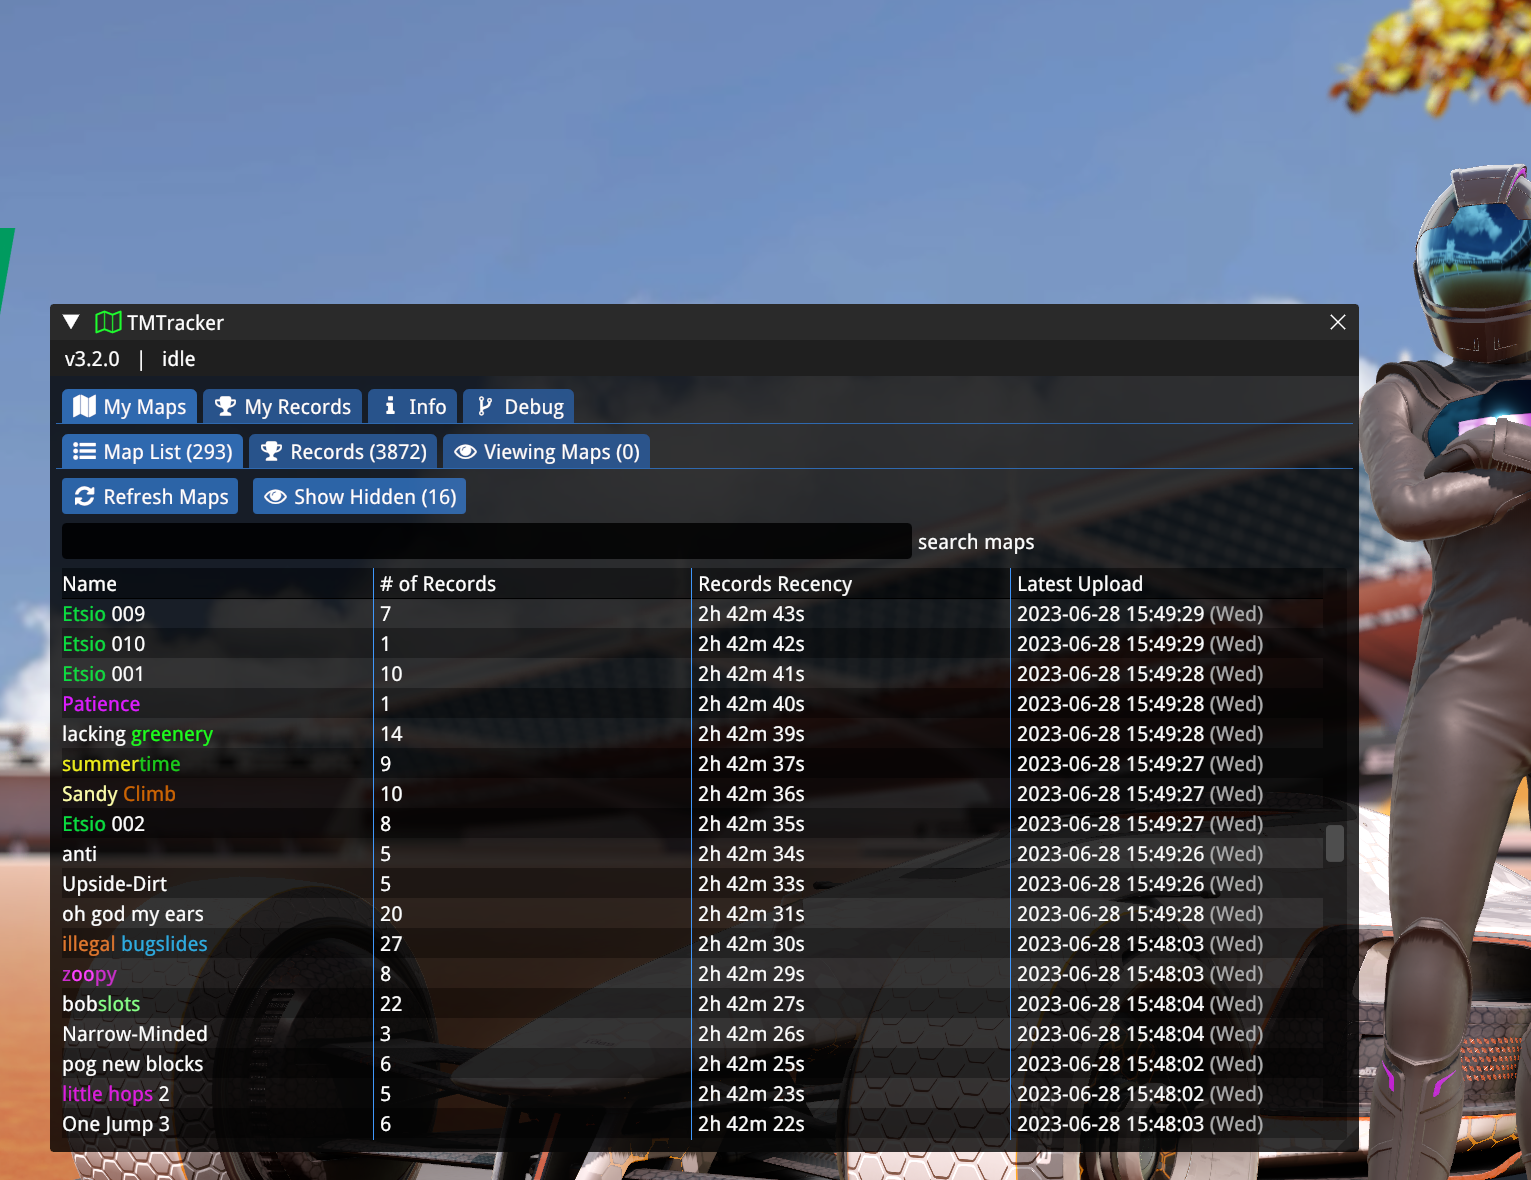 TMTracker
v3.2.0 | idle
My Maps My Records Info Debug
Map List (293) Records (3872) Viewing Maps (0)
Refresh Maps Show Hidden (16)
search maps
Name # of Records Records Recency Latest Upload
Etsio 009 7 2h 42m 43s 2023-06-28 15:49:29 (Wed)
Etsio 010 1 2h 42m 42s 2023-06-28 15:49:29 (Wed)
Etsio 001 10 2h 42m 41s 2023-06-28 15:49:28 (Wed)
Patience 1 2h 42m 40s 2023-06-28 15:49:28 (Wed)
lacking greenery 14 2h 42m 39s 2023-06-28 15:49:28 (Wed)
summertime 9 2h 42m 37s 2023-06-28 15:49:27 (Wed)
Sandy Climb 10 2h 42m 36s 2023-06-28 15:49:27 (Wed)
Etsio 002 8 2h 42m 35s 2023-06-28 15:49:27 (Wed)
anti 5 2h 42m 34s 2023-06-28 15:49:26 (Wed)
Upside-Dirt 5 2h 42m 33s 2023-06-28 15:49:26 (Wed)
oh god my ears 20 2h 42m 31s 2023-06-28 15:49:28 (Wed)
illegal bugslides 27 2h 42m 30s 2023-06-28 15:48:03 (Wed)
zoopy 8 2h 42m 29s 2023-06-28 15:48:03 (Wed)
bobslots 22 2h 42m 27s 2023-06-28 15:48:04 (Wed)
Narrow-Minded 3 2h 42m 26s 2023-06-28 15:48:04 (Wed)
pog new blocks 6 2h 42m 25s 2023-06-28 15:48:02 (Wed)
little hops 2 5 2h 42m 23s 2023-06-28 15:48:02 (Wed)
One Jump 3 6 2h 42m 22s 2023-06-28 15:48:03 (Wed)